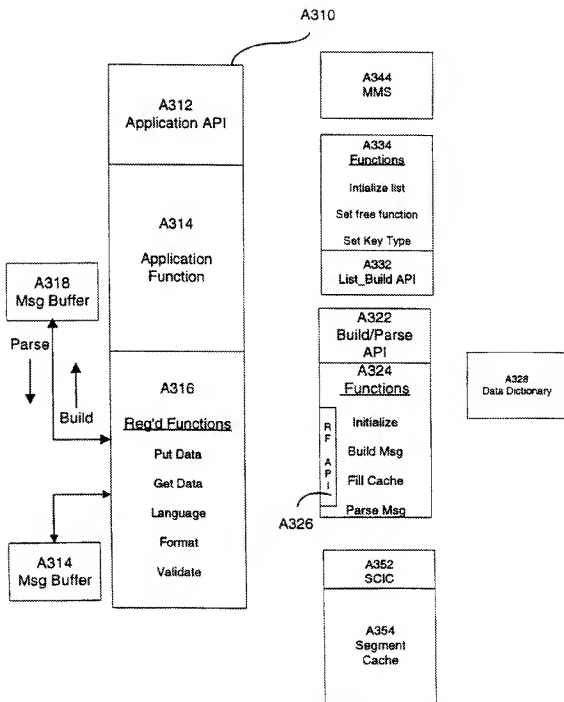 A310
A312
Application API
A314
Application
Function
A316
Reg'd Functions
Put Data
Get Data
Language
Format
Validate
A318
Msg Buffer
Parse
Build
A314
Msg Buffer
A344
MMS
A334
Functions
Intialize list
Set free function
Set Key Type
A332
List_Build API
A322
Build/Parse
API
A324
Functions
Initialize
Build Msg
Fill Cache
Parse Msg
RF API
A326
A328
Data Dictionary
A352
SCIC
A354
Segment
Cache